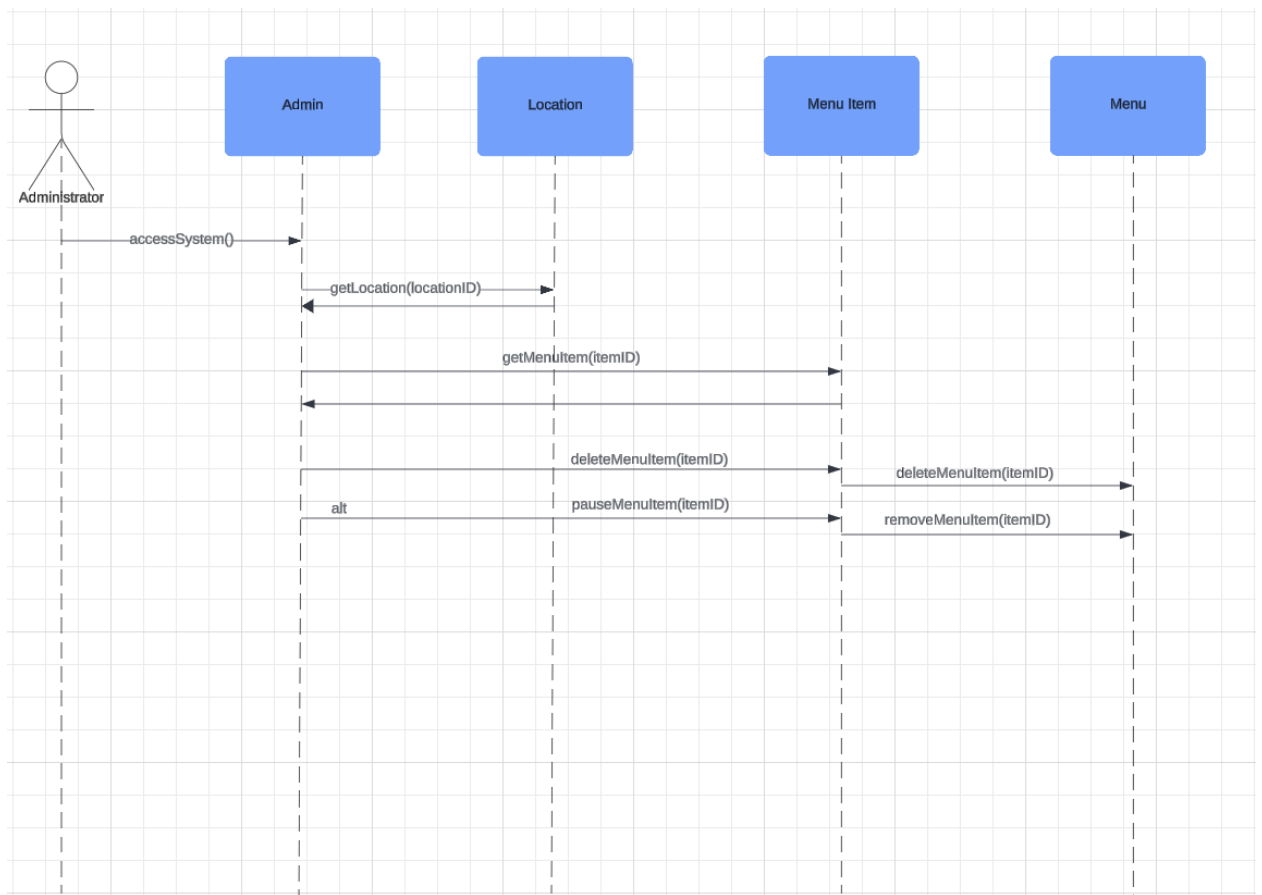 Admin
Location
Menu Item
Menu
Administrator
accessSystem()
getLocation(locationID)
getMenuItem(itemID)
deleteMenuItem(itemID)
deleteMenuItem(itemID)
alt
pauseMenuItem(itemID)
removeMenuItem(itemID)